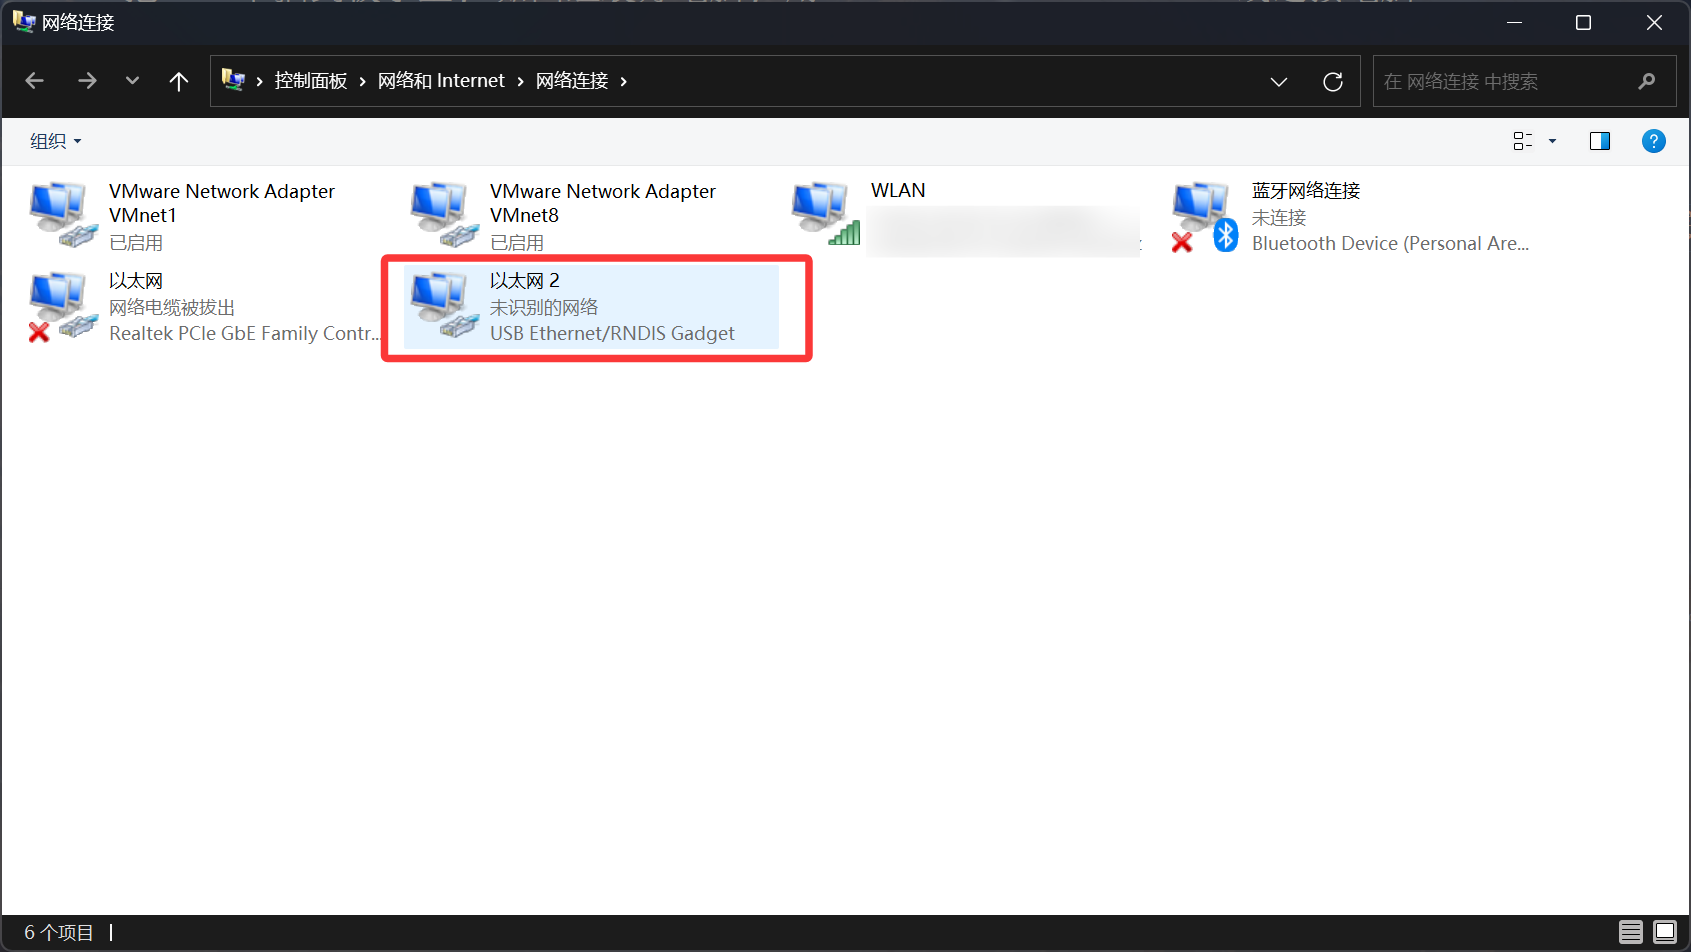 网络连接
控制面板 › 网络和 Internet › 网络连接 ›
在 网络连接 中搜索
组织
VMware Network Adapter
VMnet1
已启用
VMware Network Adapter
VMnet8
已启用
WLAN
蓝牙网络连接
未连接
Bluetooth Device (Personal Are...
以太网
网络电缆被拔出
Realtek PCIe GbE Family Contr...
以太网 2
未识别的网络
USB Ethernet/RNDIS Gadget
6 个项目